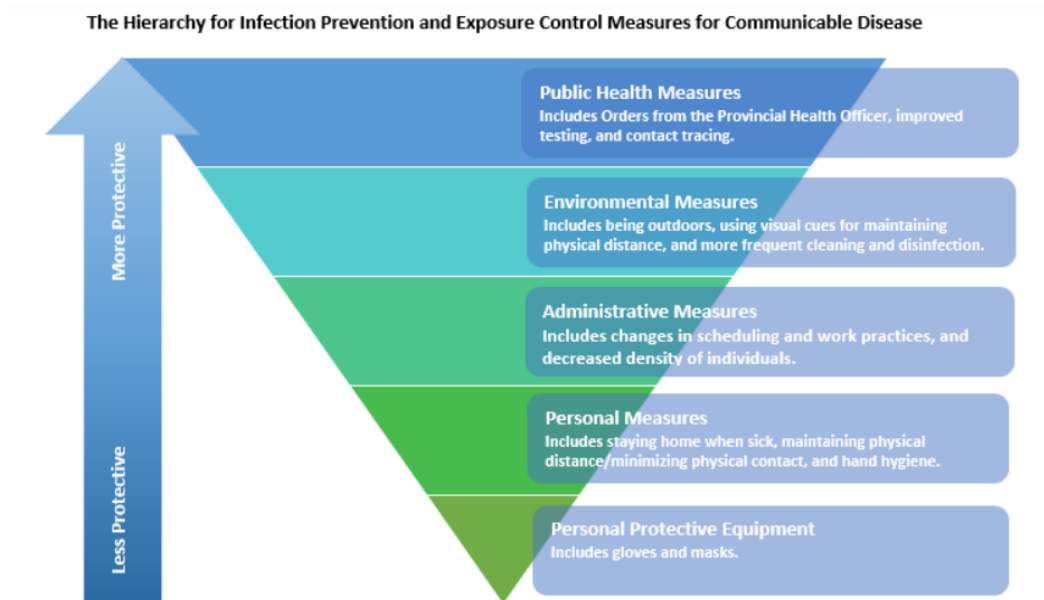 The Hierarchy for Infection Prevention and Exposure Control Measures for Communicable Disease
More Protective
Less Protective
Public Health Measures
Includes Orders from the Provincial Health Officer, improved
testing, and contact tracing.
Environmental Measures
Includes being outdoors, using visual cues for maintaining
physical distance, and more frequent cleaning and disinfection.
Administrative Measures
Includes changes in scheduling and work practices, and
decreased density of individuals.
Personal Measures
Includes staying home when sick, maintaining physical
distance/minimizing physical contact, and hand hygiene.
Personal Protective Equipment
Includes gloves and masks.